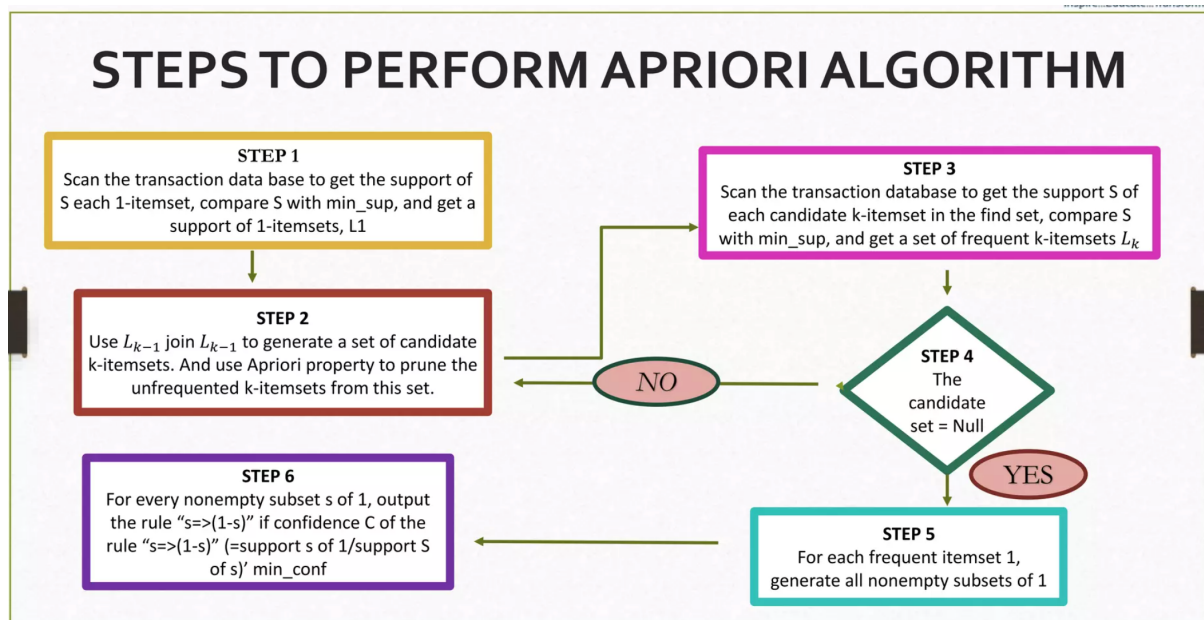 STEPS TO PERFORM APRIORI ALGORITHM
STEP 1
Scan the transaction data base to get the support of
S each 1-itemset, compare S with min_sup, and get a
support of 1-itemsets, L1
STEP 2
Use L_{k−1} join L_{k−1} to generate a set of candidate
k-itemsets. And use Apriori property to prune the
unfrequented k-itemsets from this set.
STEP 3
Scan the transaction database to get the support S of
each candidate k-itemset in the find set, compare S
with min_sup, and get a set of frequent k-itemsets L_k
STEP 4
The
candidate
set = Null
NO
YES
STEP 5
For each frequent itemset 1,
generate all nonempty subsets of 1
STEP 6
For every nonempty subset s of 1, output
the rule “s=>(1-s)” if confidence C of the
rule “s=>(1-s)” (=support s of 1/support S
of s)’ min_conf